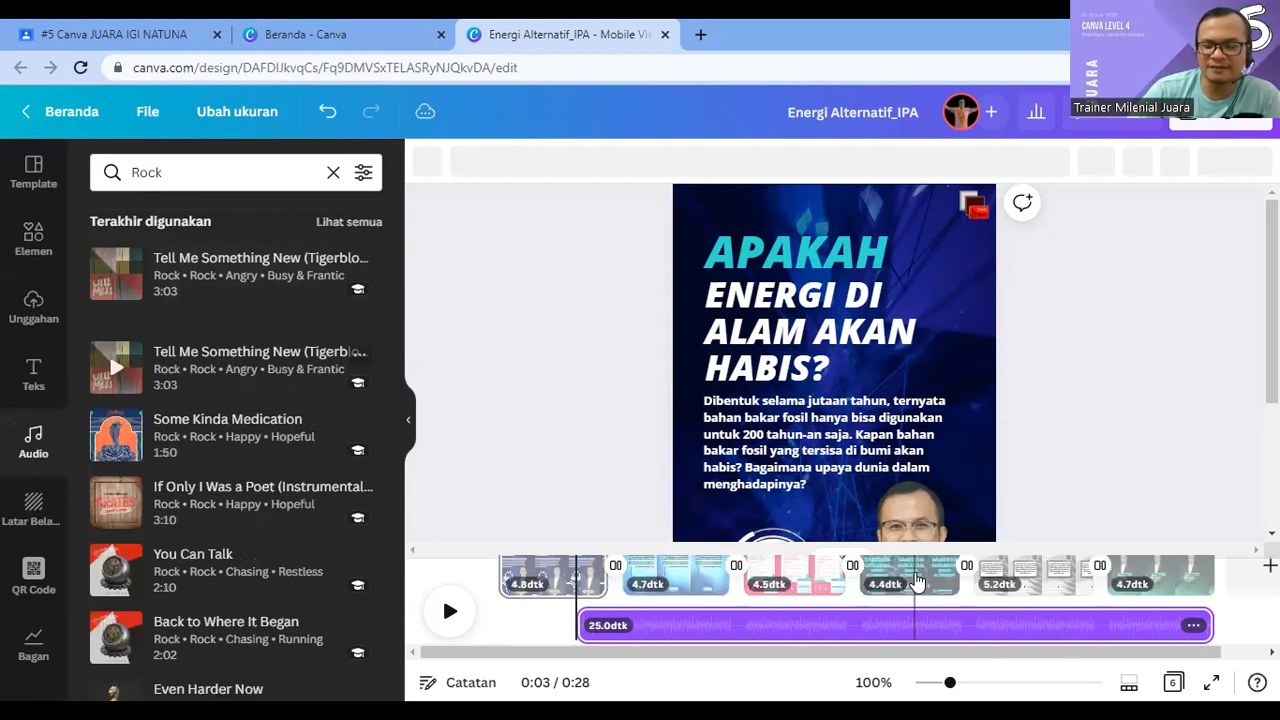 #5 Canva JUARA IGI NATUNA
Beranda - Canva
Energi Alternatif_IPA - Mobile Vi
canva.com/design/DAFDIJkvqCs/Fq9DMVSxTELASRyNJQkvDA/edit
CANVA LEVEL 4
JUARA
5
Trainer Milenial Juara
Beranda
File
Ubah ukuran
Energi Alternatif_IPA
Template
Elemen
Unggahan
Teks
Audio
Latar Bela...
QR Code
Bagan
Rock
Terakhir digunakan
Lihat semua
Tell Me Something New (Tigerblo...
Rock • Rock • Angry • Busy & Frantic
3:03
Tell Me Something New (Tigerblo...
Rock • Rock • Angry • Busy & Frantic
3:03
Some Kinda Medication
Rock • Rock • Happy • Hopeful
1:50
If Only I Was a Poet (Instrumental...
Rock • Rock • Happy • Hopeful
3:10
You Can Talk
Rock • Rock • Chasing • Restless
2:10
Back to Where It Began
Rock • Rock • Chasing • Running
2:02
Even Harder Now
APAKAH
ENERGI DI
ALAM AKAN
HABIS?
Dibentuk selama jutaan tahun, ternyata
bahan bakar fosil hanya bisa digunakan
untuk 200 tahun-an saja. Kapan bahan
bakar fosil yang tersisa di bumi akan
habis? Bagaimana upaya dunia dalam
menghadapinya?
4.8dtk
4.7dtk
4.5dtk
4.4dtk
5.2dtk
4.7dtk
25.0dtk
Catatan
0:03 / 0:28
100%
6